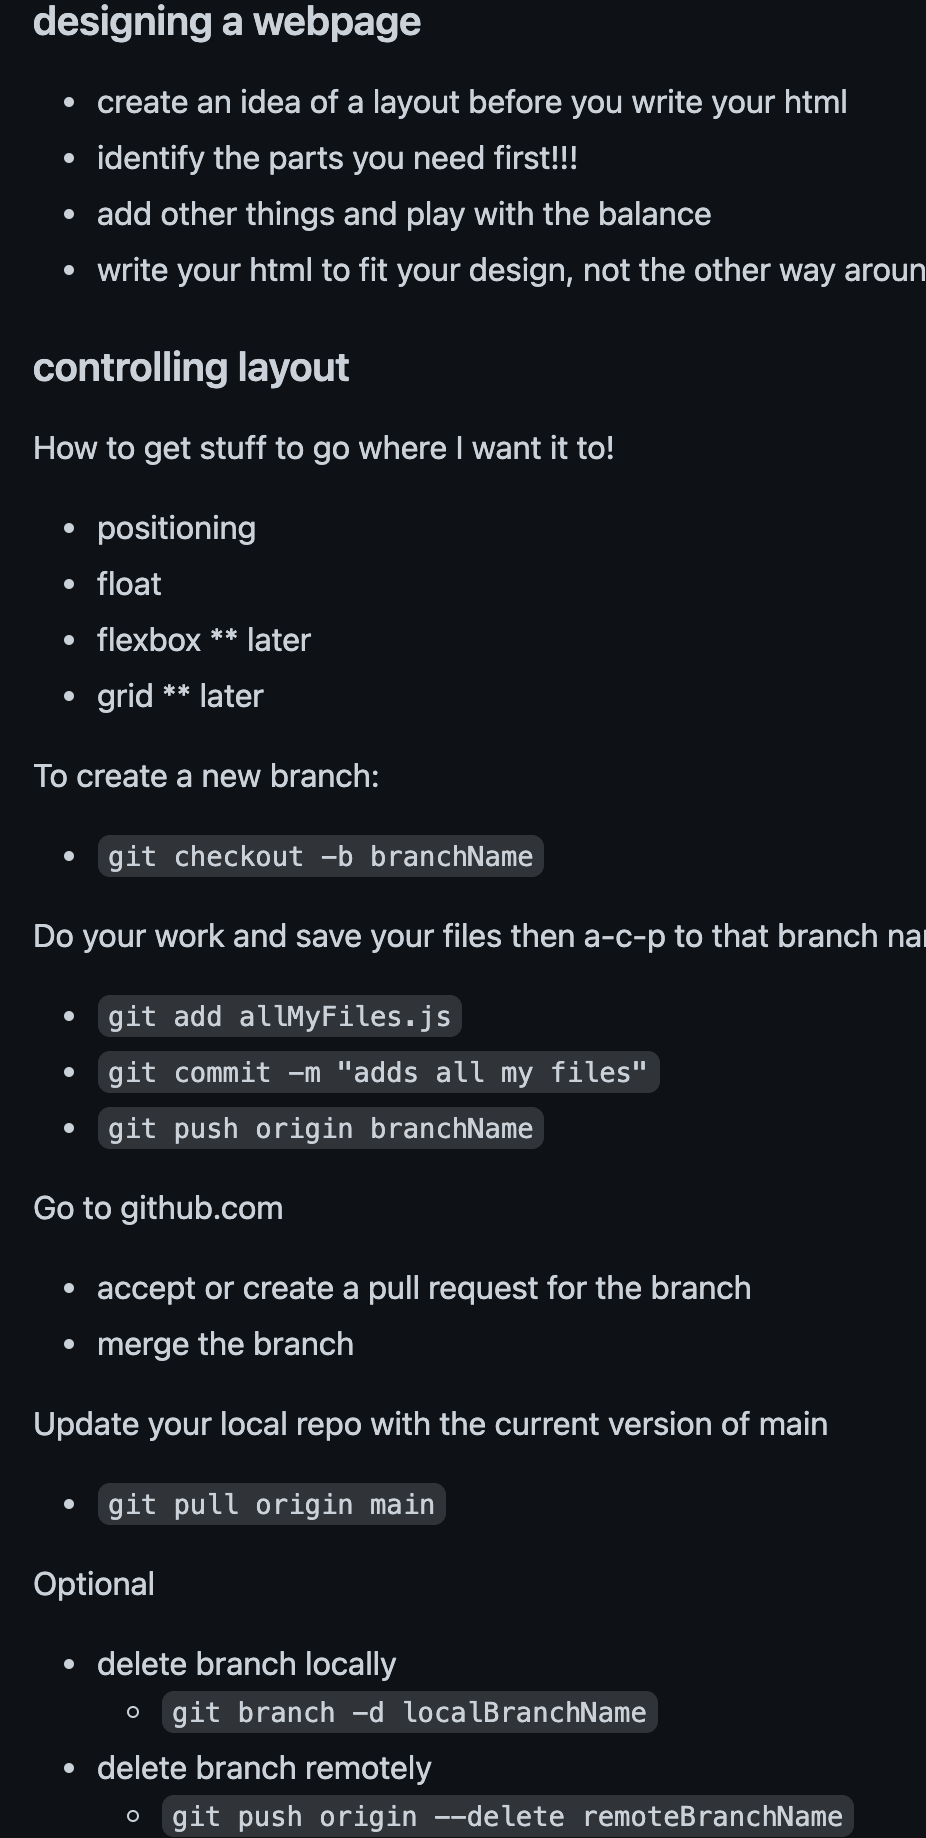 designing a webpage
create an idea of a layout before you write your html
identify the parts you need first!!!
add other things and play with the balance
write your html to fit your design, not the other way aroun
controlling layout
How to get stuff to go where I want it to!
positioning
float
flexbox ** later
grid ** later
To create a new branch:
git checkout -b branchName
Do your work and save your files then a-c-p to that branch na
git add allMyFiles.js
git commit -m "adds all my files"
git push origin branchName
Go to github.com
accept or create a pull request for the branch
merge the branch
Update your local repo with the current version of main
git pull origin main
Optional
delete branch locally
git branch -d localBranchName
delete branch remotely
git push origin --delete remoteBranchName